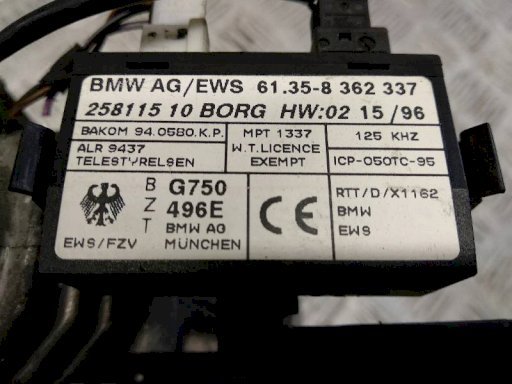 BMW AG/EWS 61.35-8 362 337
258115 10 BORG HW:02 15/96
BAKOM 94.0580.K.P.
ALR 9437
TELESTYRELSEN
MPT 1337
W.T.LICENCE
EXEMPT
125 KHZ
ICP-050TC-95
BZT
G750
496E
BMW AG
MÜNCHEN
EWS/FZV
CE
RTT/D/X1162
BMW
EWS